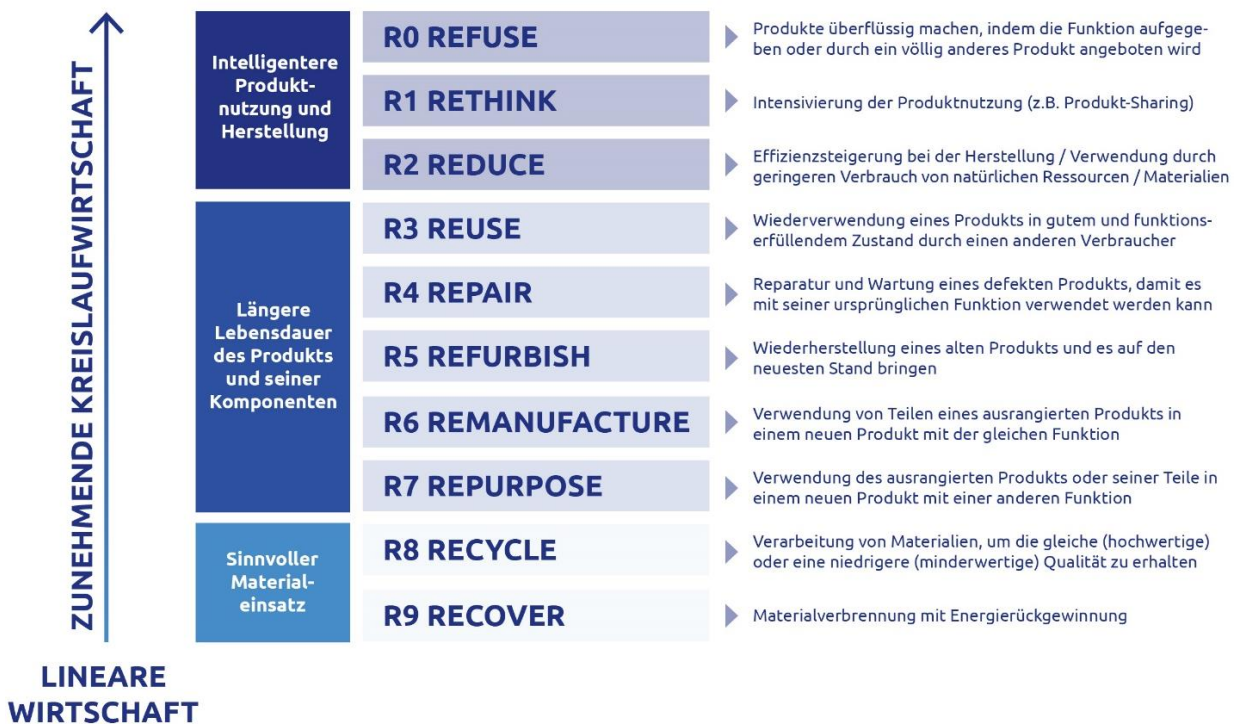 ZUNEHMENDE KREISLAUFWIRTSCHAFT
LINEARE
WIRTSCHAFT
Intelligentere
Produkt-
nutzung und
Herstellung
R0 REFUSE
Produkte überflüssig machen, indem die Funktion aufgege-
ben oder durch ein völlig anderes Produkt angeboten wird
R1 RETHINK
Intensivierung der Produktnutzung (z.B. Produkt-Sharing)
R2 REDUCE
Effizienzsteigerung bei der Herstellung / Verwendung durch
geringeren Verbrauch von natürlichen Ressourcen / Materialien
Längere
Lebensdauer
des Produkts
und seiner
Komponenten
R3 REUSE
Wiederverwendung eines Produkts in gutem und funktions-
erfüllendem Zustand durch einen anderen Verbraucher
R4 REPAIR
Reparatur und Wartung eines defekten Produkts, damit es
mit seiner ursprünglichen Funktion verwendet werden kann
R5 REFURBISH
Wiederherstellung eines alten Produkts und es auf den
neuesten Stand bringen
R6 REMANUFACTURE
Verwendung von Teilen eines ausrangierten Produkts in
einem neuen Produkt mit der gleichen Funktion
R7 REPURPOSE
Verwendung des ausrangierten Produkts oder seiner Teile in
einem neuen Produkt mit einer anderen Funktion
Sinnvoller
Material-
einsatz
R8 RECYCLE
Verarbeitung von Materialien, um die gleiche (hochwertige)
oder eine niedrigere (minderwertige) Qualität zu erhalten
R9 RECOVER
Materialverbrennung mit Energierückgewinnung